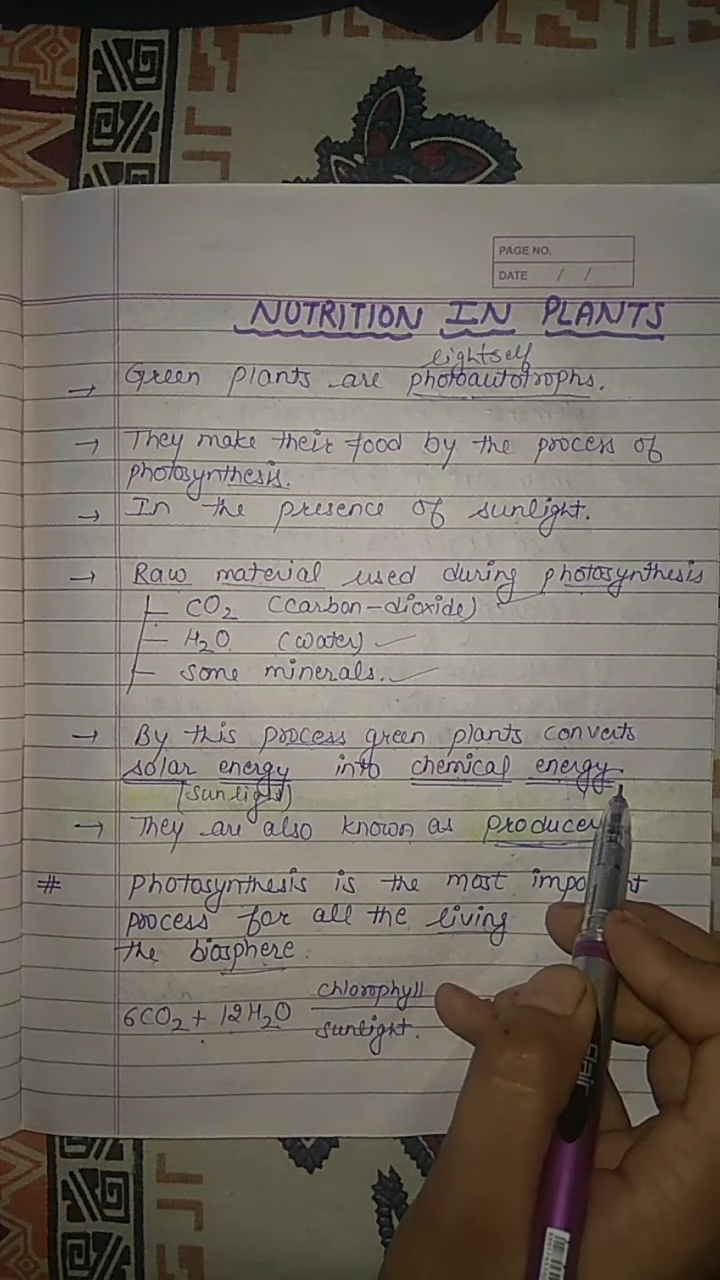 PAGE NO.
DATE / /
NUTRITION IN PLANTS
light self
→ Green plants are photoautotrophs.
→ They make their food by the process of
photosynthesis.
→ In the presence of sunlight.
→ Raw material used during photosynthesis
CO2 (carbon-dioxide)
H2O (water)
some minerals.
→ By this process green plants converts
solar energy into chemical energy.
(sunlight)
→ They are also known as producer
# Photosynthesis is the most
process for all the living
the biosphere.
chlorophyll
6CO2 + 12H2O
sunlight.
Flair